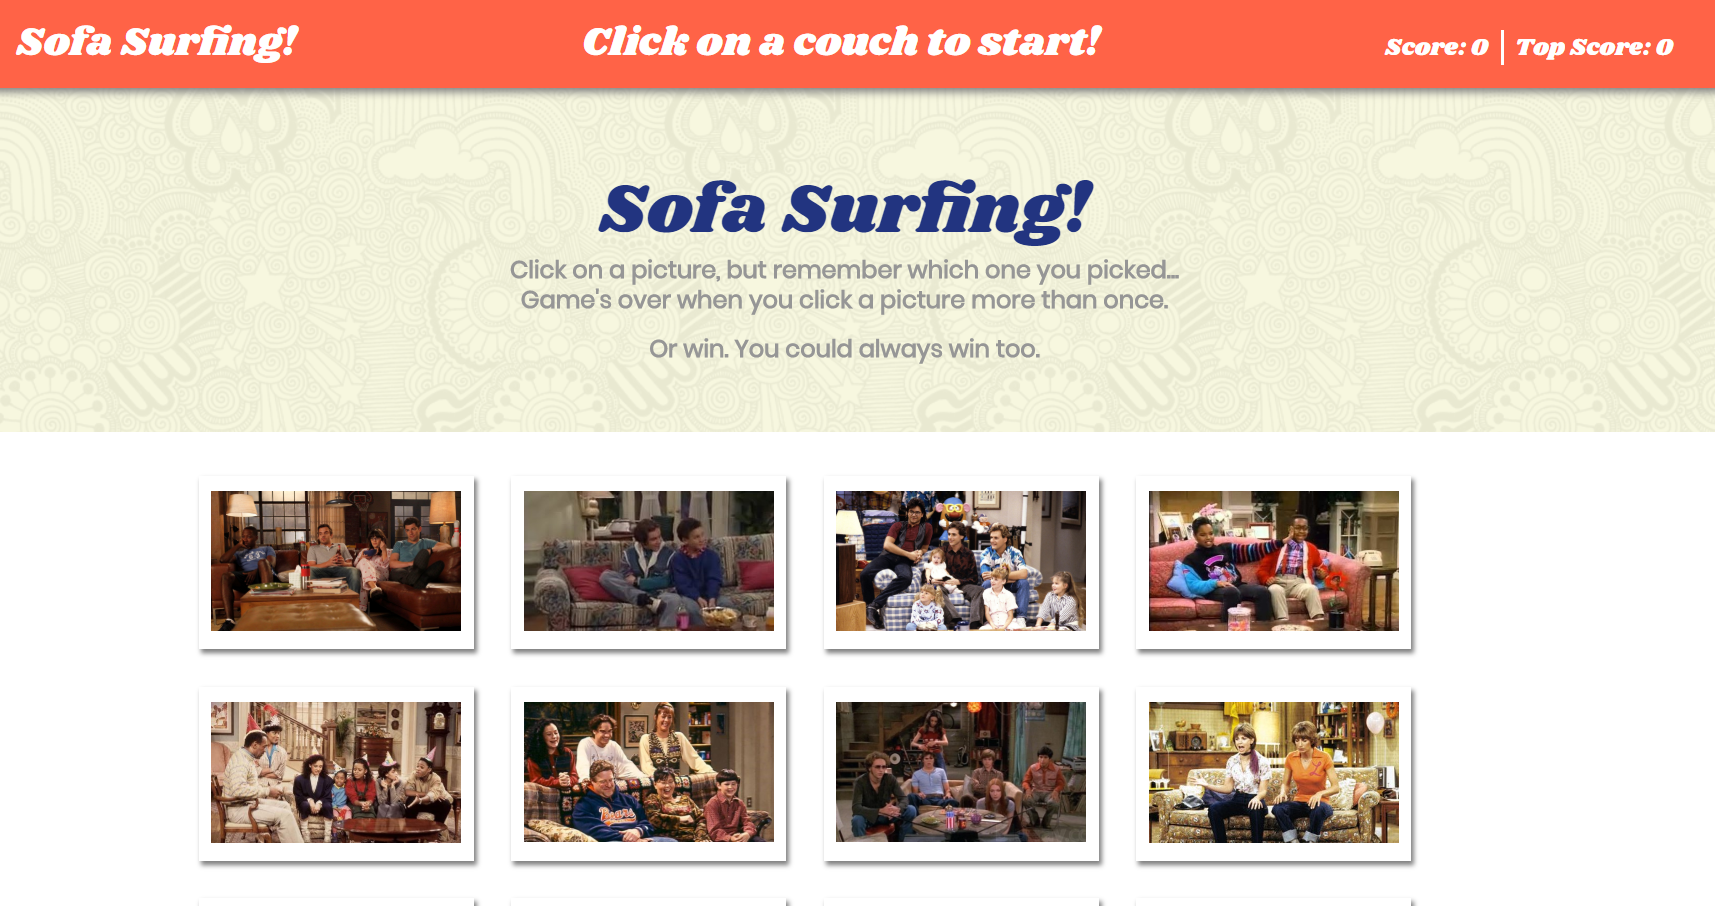 Sofa Surfing!
Click on a couch to start!
Score: 0 | Top Score: 0
Sofa Surfing!
Click on a picture, but remember which one you picked...
Game's over when you click a picture more than once.
Or win. You could always win too.
Bears